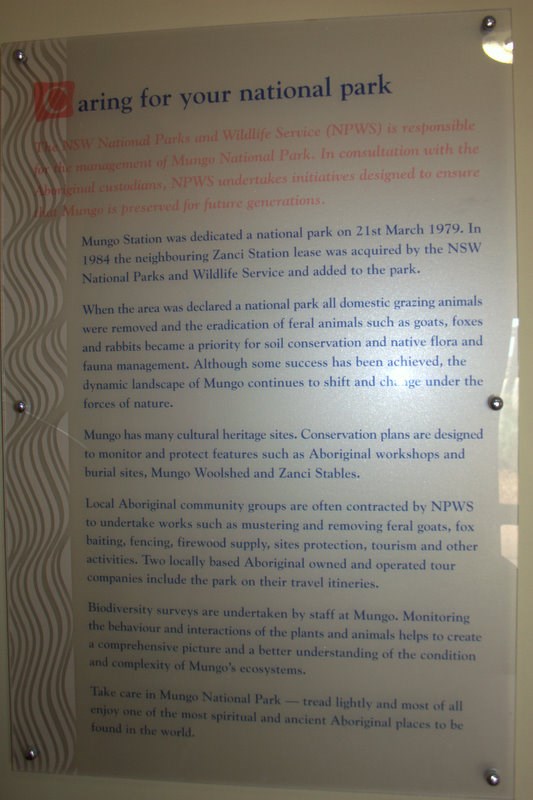 Caring for your national park
The NSW National Parks and Wildlife Service (NPWS) is responsible
for the management of Mungo National Park. In consultation with the
Aboriginal custodians, NPWS undertakes initiatives designed to ensure
that Mungo is preserved for future generations.
Mungo Station was dedicated a national park on 21st March 1979. In
1984 the neighbouring Zanci Station lease was acquired by the NSW
National Parks and Wildlife Service and added to the park.
When the area was declared a national park all domestic grazing animals
were removed and the eradication of feral animals such as goats, foxes
and rabbits became a priority for soil conservation and native flora and
fauna management. Although some success has been achieved, the
dynamic landscape of Mungo continues to shift and change under the
forces of nature.
Mungo has many cultural heritage sites. Conservation plans are designed
to monitor and protect features such as Aboriginal workshops and
burial sites, Mungo Woolshed and Zanci Stables.
Local Aboriginal community groups are often contracted by NPWS
to undertake works such as mustering and removing feral goats, fox
baiting, fencing, firewood supply, sites protection, tourism and other
activities. Two locally based Aboriginal owned and operated tour
companies include the park on their travel itineries.
Biodiversity surveys are undertaken by staff at Mungo. Monitoring
the behaviour and interactions of the plants and animals helps to create
a comprehensive picture and a better understanding of the condition
and complexity of Mungo's ecosystems.
Take care in Mungo National Park — tread lightly and most of all
enjoy one of the most spiritual and ancient Aboriginal places to be
found in the world.